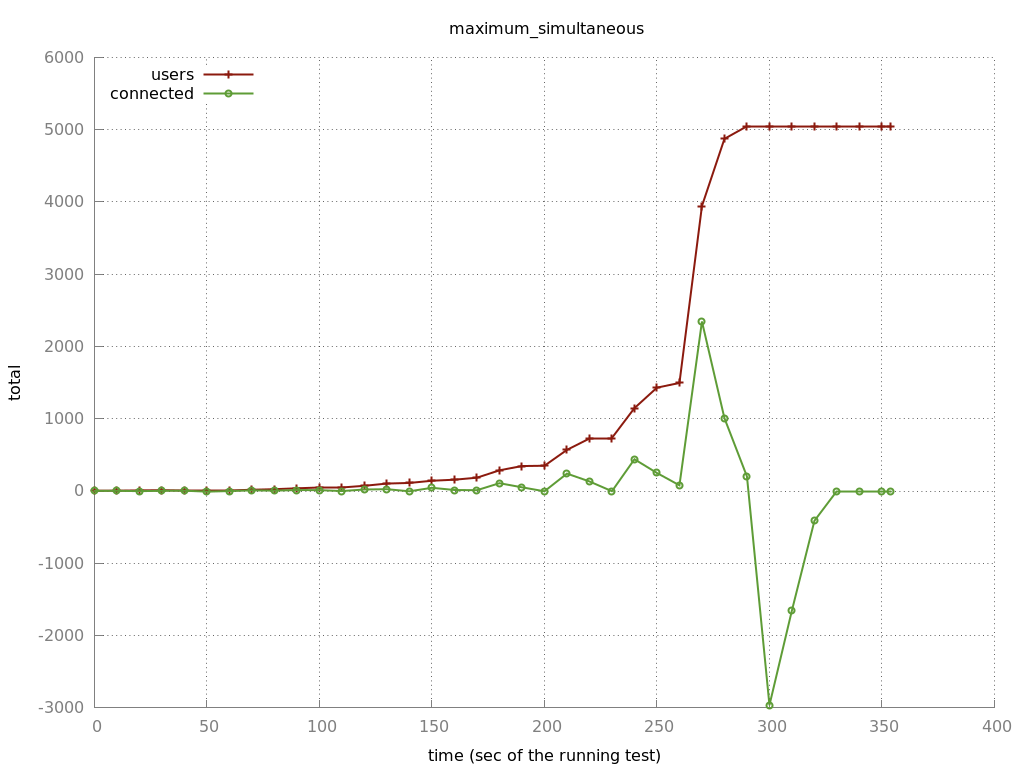 maximum_simultaneous
users
connected
6000
5000
4000
3000
2000
1000
0
-1000
-2000
-3000
total
0 50 100 150 200 250 300 350 400
time (sec of the running test)